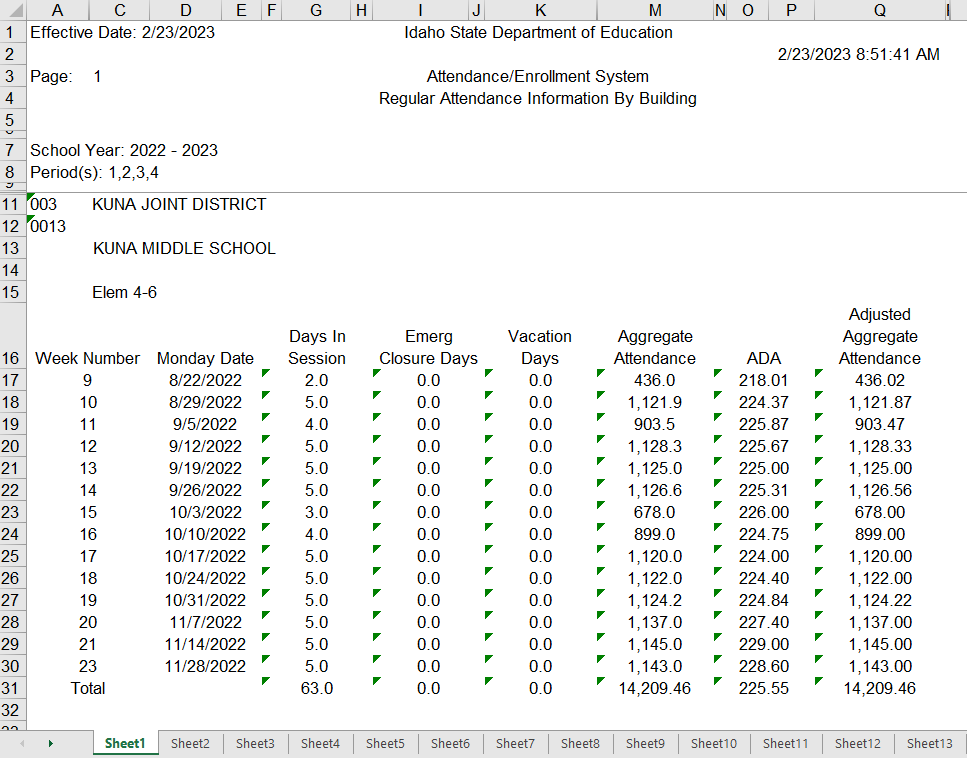 A C D E F G H I J K M N O P Q
1 Effective Date: 2/23/2023 Idaho State Department of Education
2 2/23/2023 8:51:41 AM
3 Page: 1 Attendance/Enrollment System
4 Regular Attendance Information By Building
5
7 School Year: 2022 - 2023
8 Period(s): 1,2,3,4
11 003 KUNA JOINT DISTRICT
12 0013
13 KUNA MIDDLE SCHOOL
14
15 Elem 4-6
Adjusted
Days In Emerg Vacation Aggregate Aggregate
16 Week Number Monday Date Session Closure Days Days Attendance ADA Attendance
17 9 8/22/2022 2.0 0.0 0.0 436.0 218.01 436.02
18 10 8/29/2022 5.0 0.0 0.0 1,121.9 224.37 1,121.87
19 11 9/5/2022 4.0 0.0 0.0 903.5 225.87 903.47
20 12 9/12/2022 5.0 0.0 0.0 1,128.3 225.67 1,128.33
21 13 9/19/2022 5.0 0.0 0.0 1,125.0 225.00 1,125.00
22 14 9/26/2022 5.0 0.0 0.0 1,126.6 225.31 1,126.56
23 15 10/3/2022 3.0 0.0 0.0 678.0 226.00 678.00
24 16 10/10/2022 4.0 0.0 0.0 899.0 224.75 899.00
25 17 10/17/2022 5.0 0.0 0.0 1,120.0 224.00 1,120.00
26 18 10/24/2022 5.0 0.0 0.0 1,122.0 224.40 1,122.00
27 19 10/31/2022 5.0 0.0 0.0 1,124.2 224.84 1,124.22
28 20 11/7/2022 5.0 0.0 0.0 1,137.0 227.40 1,137.00
29 21 11/14/2022 5.0 0.0 0.0 1,145.0 229.00 1,145.00
30 23 11/28/2022 5.0 0.0 0.0 1,143.0 228.60 1,143.00
31 Total 63.0 0.0 0.0 14,209.46 225.55 14,209.46
32
Sheet1 Sheet2 Sheet3 Sheet4 Sheet5 Sheet6 Sheet7 Sheet8 Sheet9 Sheet10 Sheet11 Sheet12 Sheet13